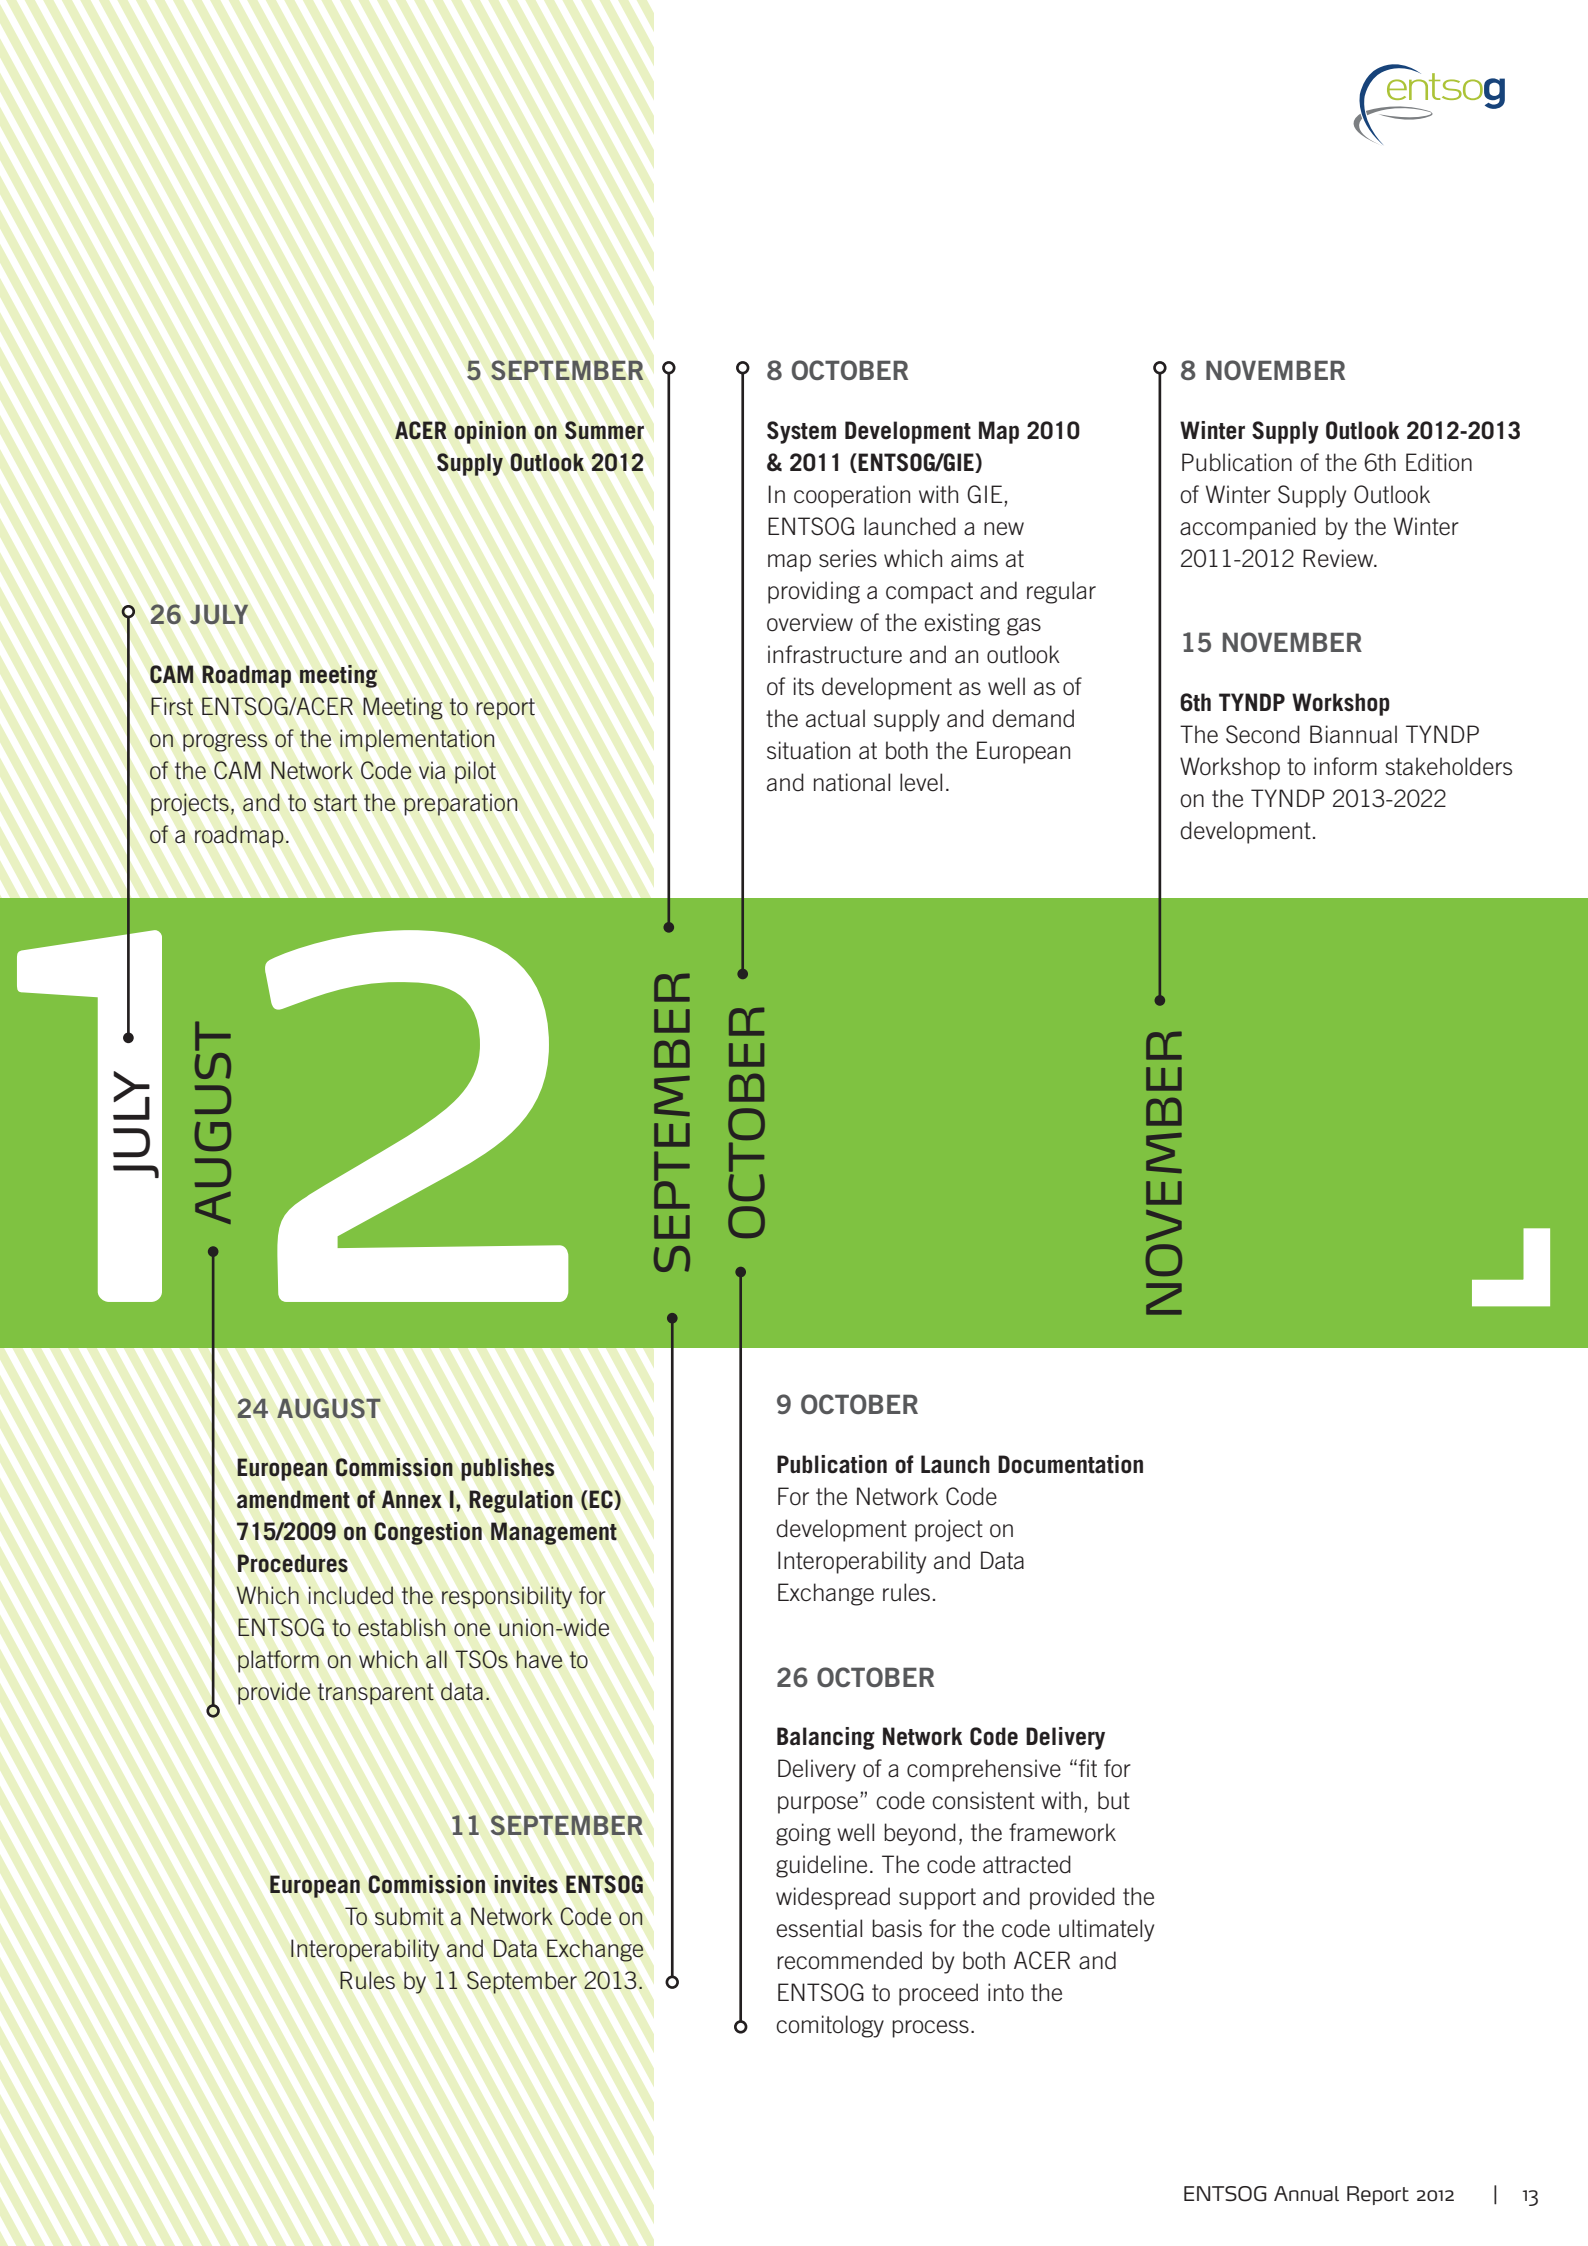 entsog
5 SEPTEMBER
ACER opinion on Summer
Supply Outlook 2012
26 JULY
CAM Roadmap meeting
First ENTSOG/ACER Meeting to report
on progress of the implementation
of the CAM Network Code via pilot
projects, and to start the preparation
of a roadmap.
8 OCTOBER
System Development Map 2010
& 2011 (ENTSOG/GIE)
In cooperation with GIE,
ENTSOG launched a new
map series which aims at
providing a compact and regular
overview of the existing gas
infrastructure and an outlook
of its development as well as of
the actual supply and demand
situation at both the European
and national level.
8 NOVEMBER
Winter Supply Outlook 2012-2013
Publication of the 6th Edition
of Winter Supply Outlook
accompanied by the Winter
2011-2012 Review.
15 NOVEMBER
6th TYNDP Workshop
The Second Biannual TYNDP
Workshop to inform stakeholders
on the TYNDP 2013-2022
development.
12
JULY
AUGUST
SEPTEMBER
OCTOBER
NOVEMBER
24 AUGUST
European Commission publishes
amendment of Annex I, Regulation (EC)
715/2009 on Congestion Management
Procedures
Which included the responsibility for
ENTSOG to establish one union-wide
platform on which all TSOs have to
provide transparent data.
11 SEPTEMBER
European Commission invites ENTSOG
To submit a Network Code on
Interoperability and Data Exchange
Rules by 11 September 2013.
9 OCTOBER
Publication of Launch Documentation
For the Network Code
development project on
Interoperability and Data
Exchange rules.
26 OCTOBER
Balancing Network Code Delivery
Delivery of a comprehensive “fit for
purpose” code consistent with, but
going well beyond, the framework
guideline. The code attracted
widespread support and provided the
essential basis for the code ultimately
recommended by both ACER and
ENTSOG to proceed into the
comitology process.
ENTSOG Annual Report 2012 | 13